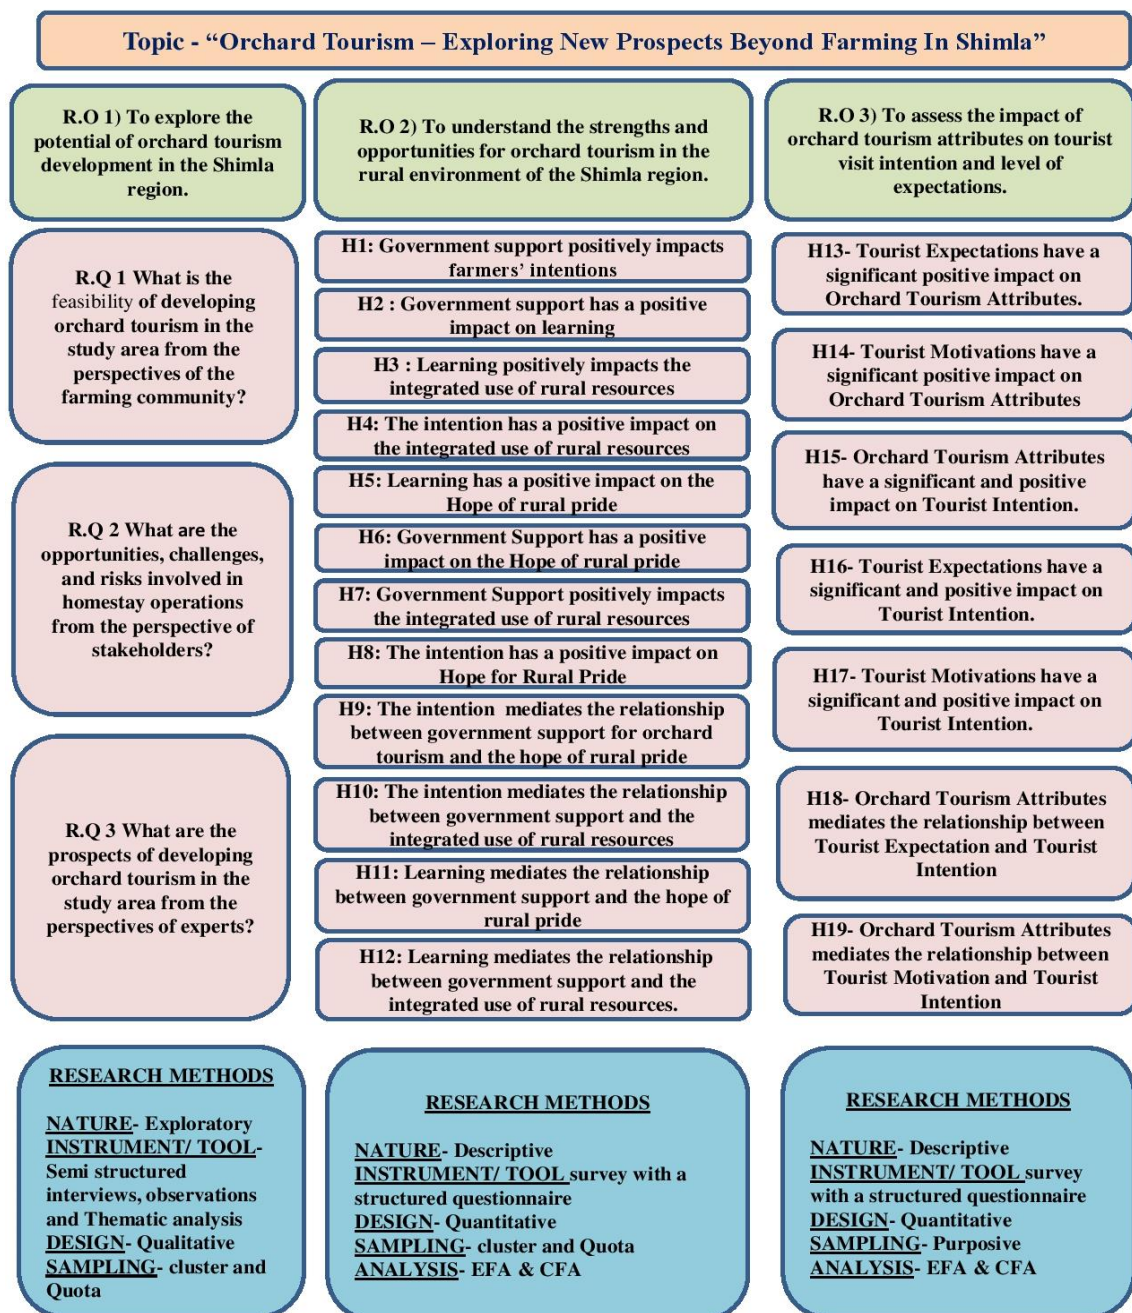 Topic - “Orchard Tourism – Exploring New Prospects Beyond Farming In Shimla”
R.O 1) To explore the
potential of orchard tourism
development in the Shimla
region.
R.Q 1 What is the
feasibility of developing
orchard tourism in the
study area from the
perspectives of the
farming community?
R.Q 2 What are the
opportunities, challenges,
and risks involved in
homestay operations
from the perspective of
stakeholders?
R.Q 3 What are the
prospects of developing
orchard tourism in the
study area from the
perspectives of experts?
RESEARCH METHODS
NATURE- Exploratory
INSTRUMENT/ TOOL-
Semi structured
interviews, observations
and Thematic analysis
DESIGN- Qualitative
SAMPLING- cluster and
Quota
R.O 2) To understand the strengths and
opportunities for orchard tourism in the
rural environment of the Shimla region.
H1: Government support positively impacts
farmers’ intentions
H2 : Government support has a positive
impact on learning
H3 : Learning positively impacts the
integrated use of rural resources
H4: The intention has a positive impact on
the integrated use of rural resources
H5: Learning has a positive impact on the
Hope of rural pride
H6: Government Support has a positive
impact on the Hope of rural pride
H7: Government Support positively impacts
the integrated use of rural resources
H8: The intention has a positive impact on
Hope for Rural Pride
H9: The intention mediates the relationship
between government support for orchard
tourism and the hope of rural pride
H10: The intention mediates the relationship
between government support and the
integrated use of rural resources
H11: Learning mediates the relationship
between government support and the hope of
rural pride
H12: Learning mediates the relationship
between government support and the
integrated use of rural resources.
RESEARCH METHODS
NATURE- Descriptive
INSTRUMENT/ TOOL survey with a
structured questionnaire
DESIGN- Quantitative
SAMPLING- cluster and Quota
ANALYSIS- EFA & CFA
R.O 3) To assess the impact of
orchard tourism attributes on tourist
visit intention and level of
expectations.
H13- Tourist Expectations have a
significant positive impact on
Orchard Tourism Attributes.
H14- Tourist Motivations have a
significant positive impact on
Orchard Tourism Attributes
H15- Orchard Tourism Attributes
have a significant and positive
impact on Tourist Intention.
H16- Tourist Expectations have a
significant and positive impact on
Tourist Intention.
H17- Tourist Motivations have a
significant and positive impact on
Tourist Intention.
H18- Orchard Tourism Attributes
mediates the relationship between
Tourist Expectation and Tourist
Intention
H19- Orchard Tourism Attributes
mediates the relationship between
Tourist Motivation and Tourist
Intention
RESEARCH METHODS
NATURE- Descriptive
INSTRUMENT/ TOOL survey
with a structured questionnaire
DESIGN- Quantitative
SAMPLING- Purposive
ANALYSIS- EFA & CFA